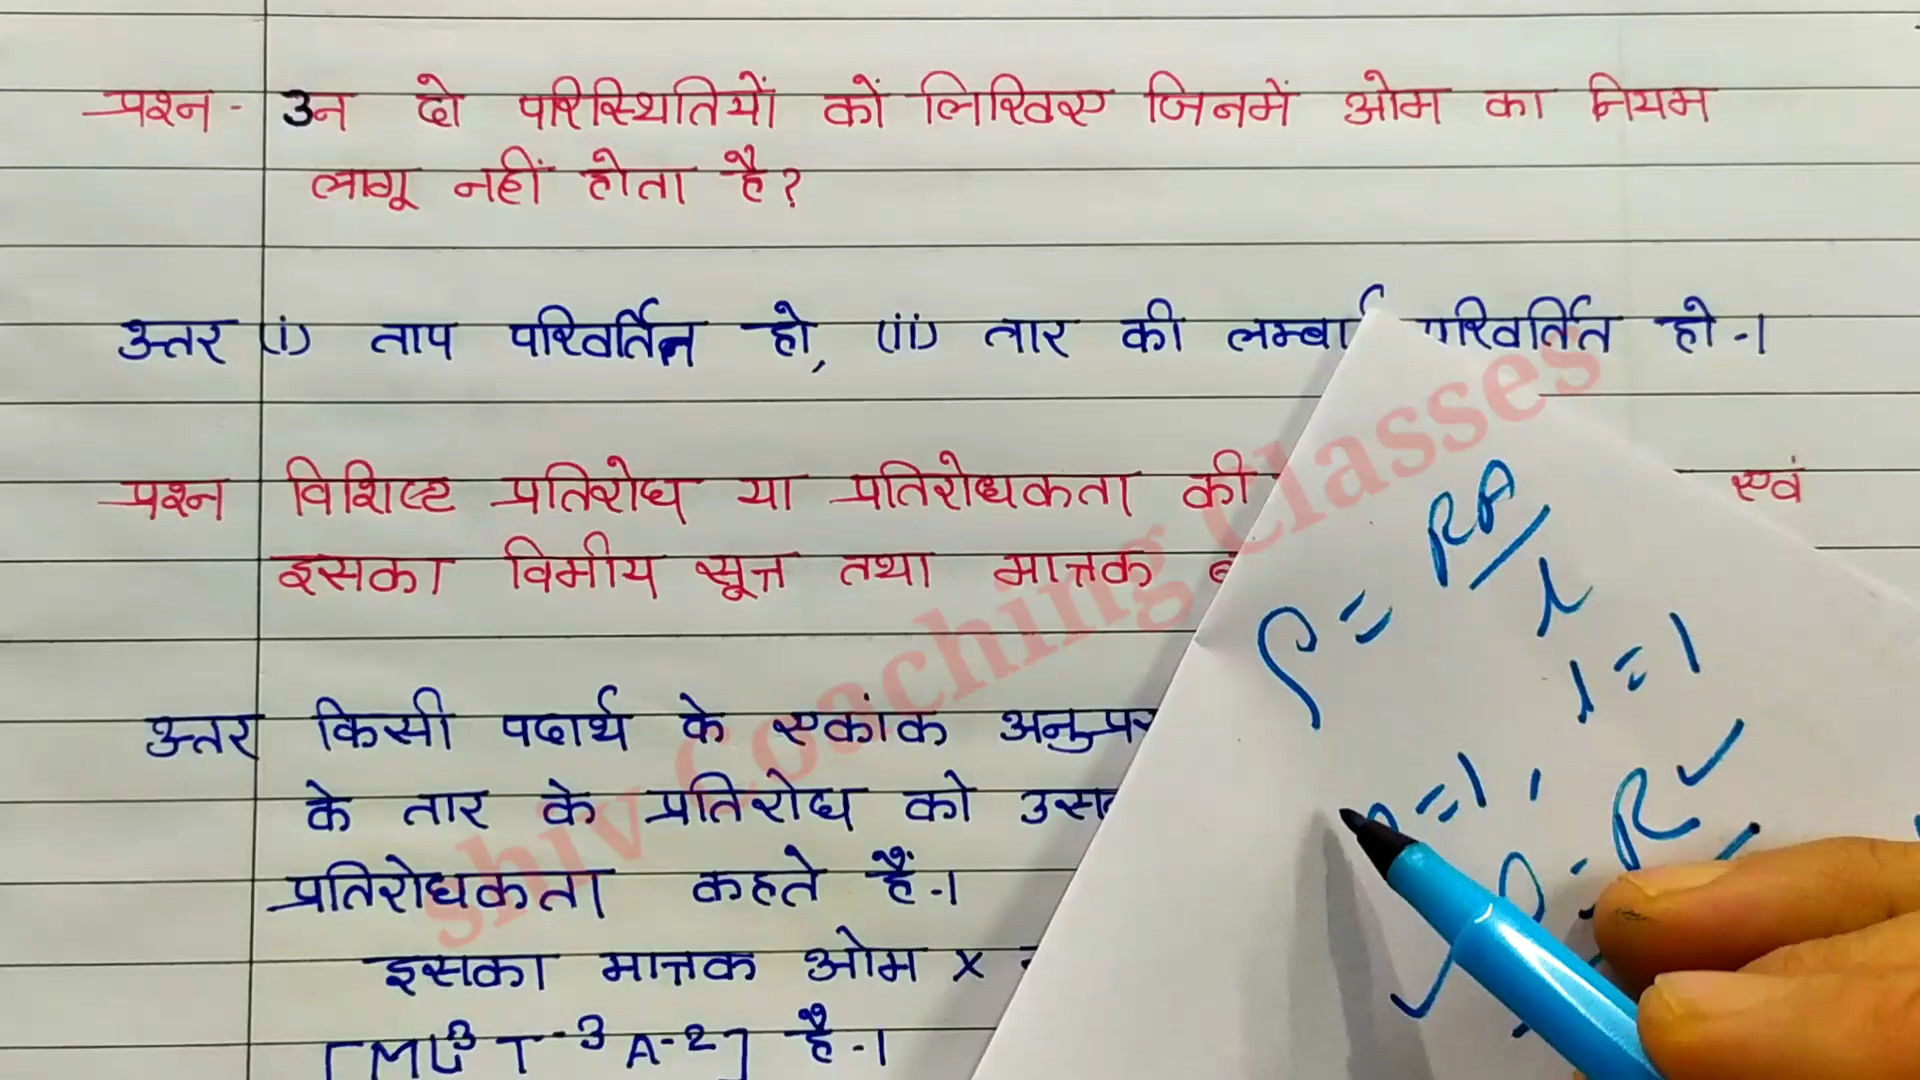 प्रश्न - उन दो परिस्थितियों को लिखिए जिनमें ओम का नियम
लागू नहीं होता है?
उत्तर (i) ताप परिवर्तित हो, (ii) तार की लम्बाई परिवर्तित हो -।
प्रश्न विशिष्ट प्रतिरोध या प्रतिरोधकता की एवं
इसका विमीय सूत्र तथा मात्रक
उत्तर किसी पदार्थ के एकांक
के तार के प्रतिरोध को
प्रतिरोधकता कहते हैं -।
इसका मात्रक ओम ×
[ML³T⁻³A⁻²] है -।
ρ = RA/l
l = 1
= 1,
ρ = R ✓
shiv Coaching Classes